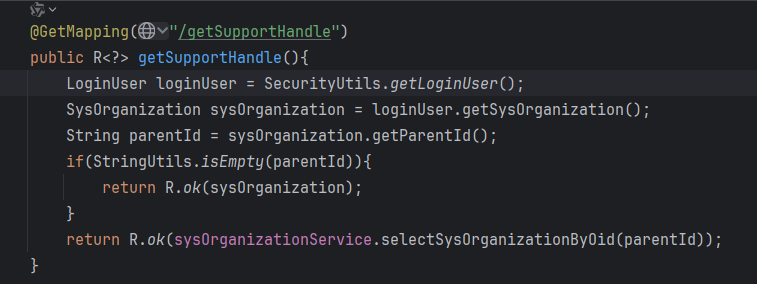 @GetMapping("/getSupportHandle")
public R<?> getSupportHandle(){
    LoginUser loginUser = SecurityUtils.getLoginUser();
    SysOrganization sysOrganization = loginUser.getSysOrganization();
    String parentId = sysOrganization.getParentId();
    if(StringUtils.isEmpty(parentId)){
        return R.ok(sysOrganization);
    }
    return R.ok(sysOrganizationService.selectSysOrganizationByOid(parentId));
}